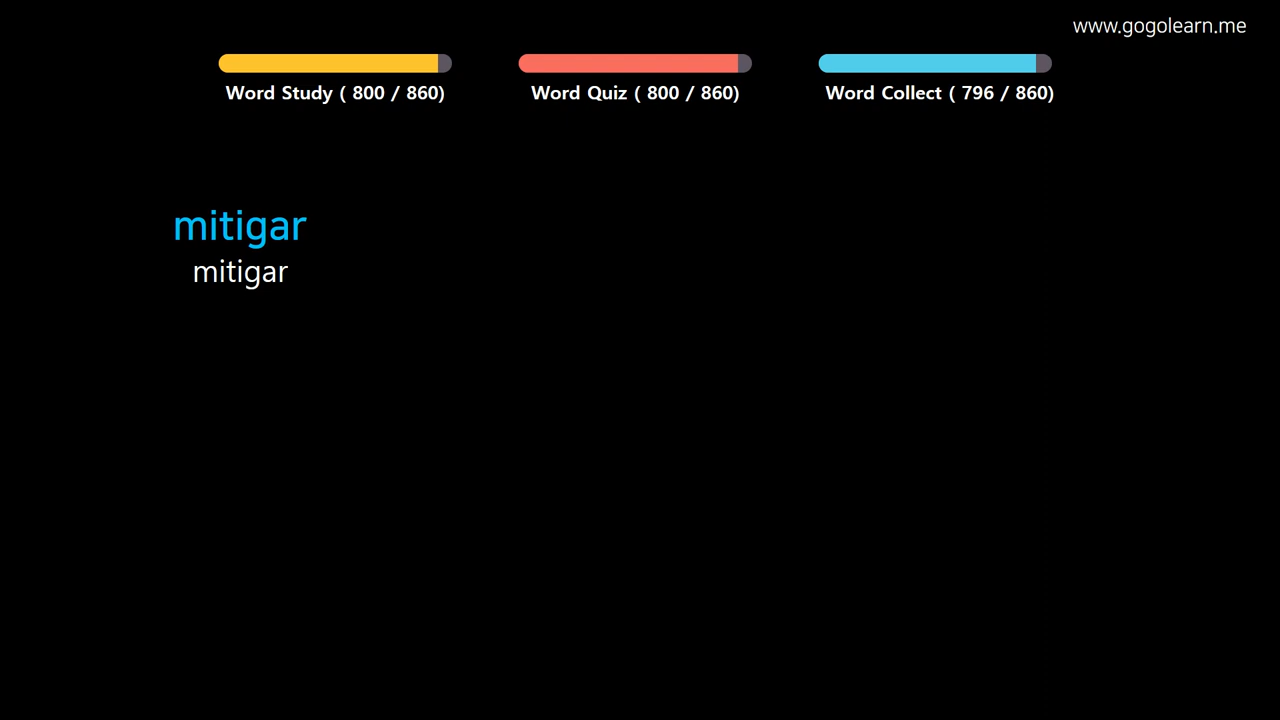 www.gogolearn.me
Word Study ( 800 / 860)
Word Quiz ( 800 / 860)
Word Collect ( 796 / 860)
mitigar
mitigar